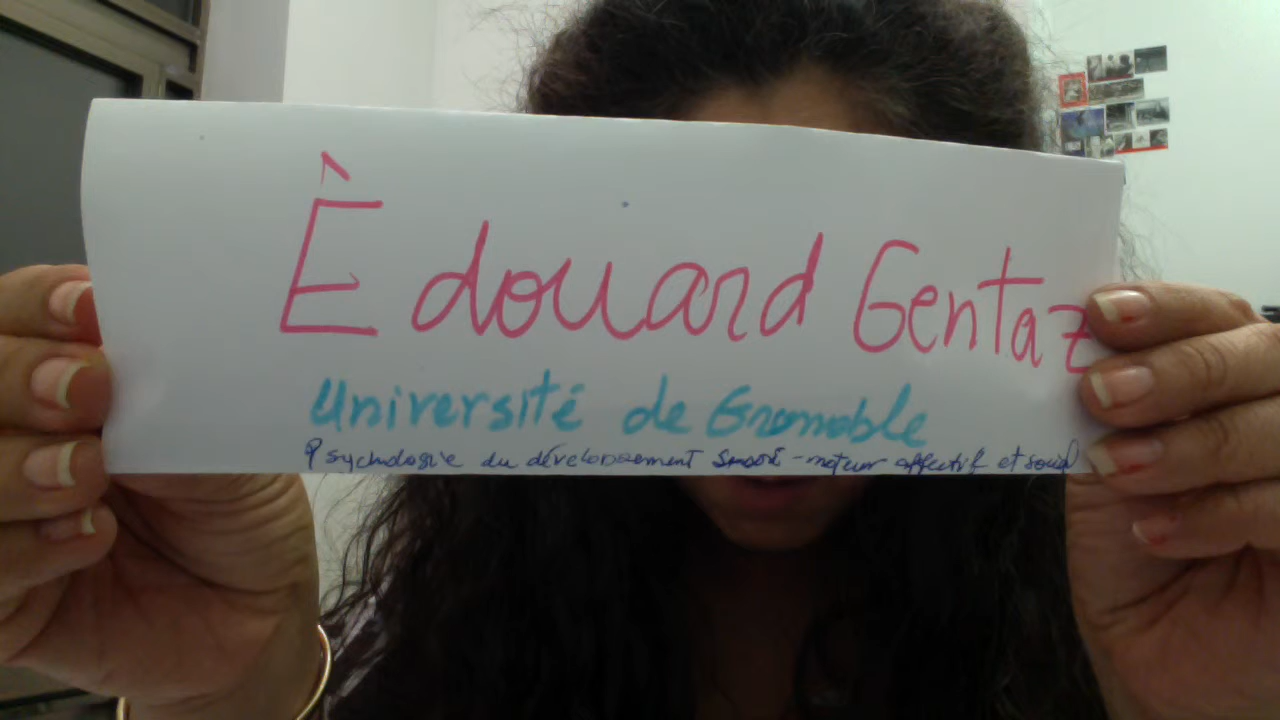 Èdouard Gentaz
Université de Grenoble
Psychologie du développement sensori-moteur affectif et social